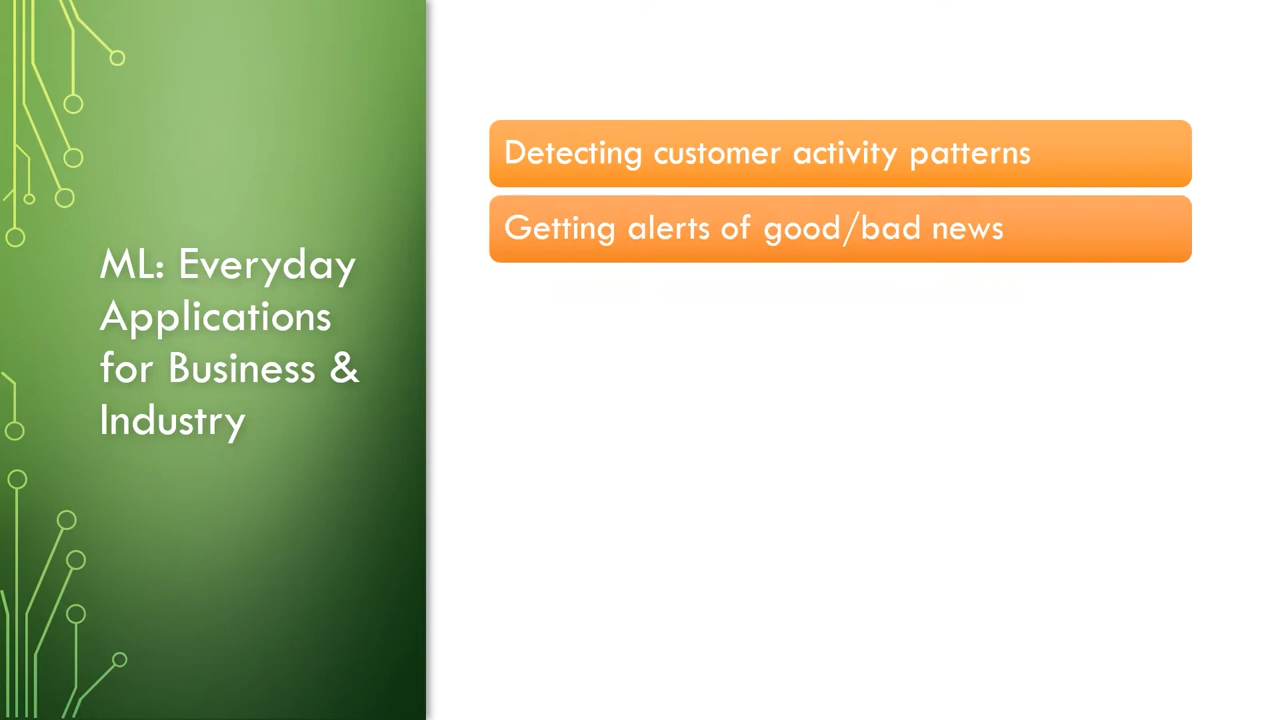 ML: Everyday
Applications
for Business &
Industry
Detecting customer activity patterns
Getting alerts of good/bad news